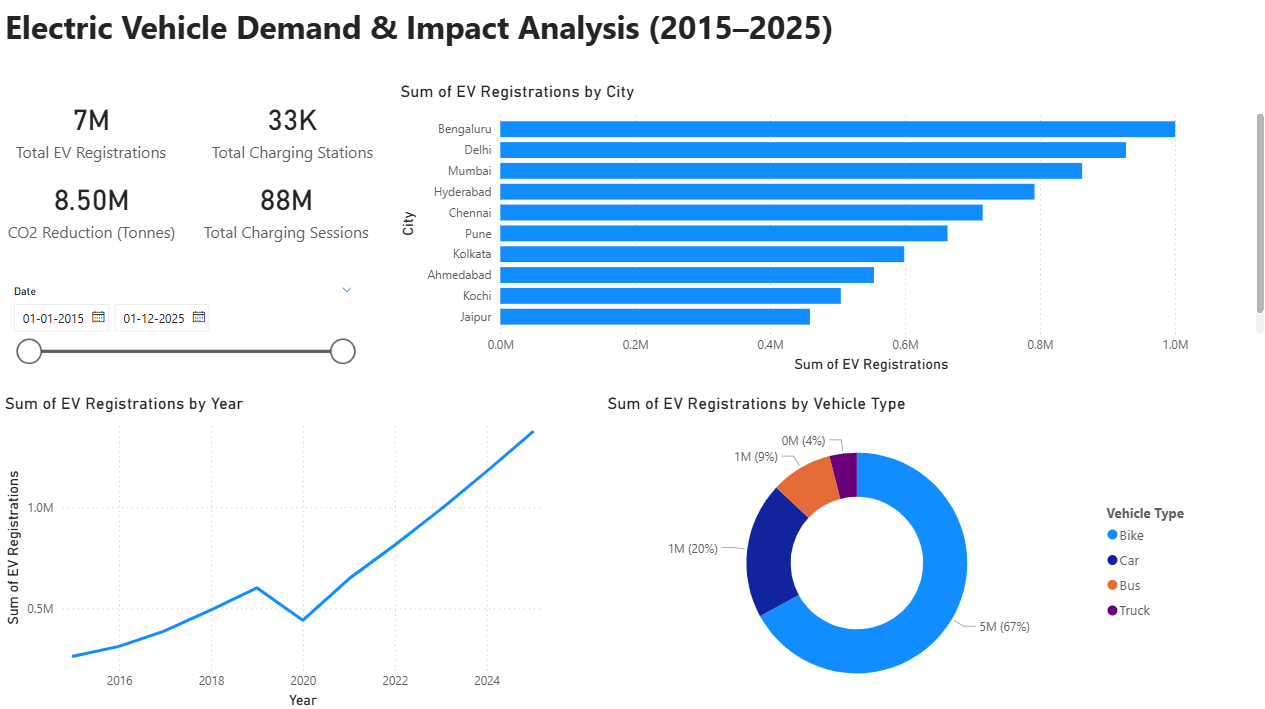 Electric Vehicle Demand & Impact Analysis (2015–2025)
7M
Total EV Registrations
33K
Total Charging Stations
8.50M
CO2 Reduction (Tonnes)
88M
Total Charging Sessions
Date
01-01-2015
01-12-2025
Sum of EV Registrations by City
City
Bengaluru
Delhi
Mumbai
Hyderabad
Chennai
Pune
Kolkata
Ahmedabad
Kochi
Jaipur
0.0M 0.2M 0.4M 0.6M 0.8M 1.0M
Sum of EV Registrations
Sum of EV Registrations by Year
Sum of EV Registrations
1.0M
0.5M
2016 2018 2020 2022 2024
Year
Sum of EV Registrations by Vehicle Type
0M (4%)
1M (9%)
1M (20%)
5M (67%)
Vehicle Type
Bike
Car
Bus
Truck